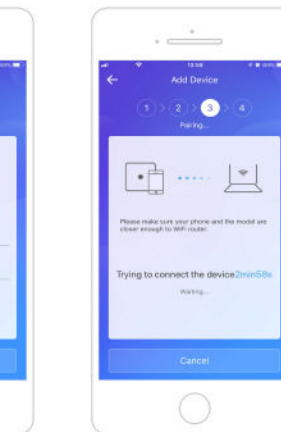 12:58
Add Device
1 > 2 > 3 > 4
Pairing...
Please make sure your phone and the model are
closer enough to WiFi router.
Trying to connect the device2min58s
Waiting...
Cancel